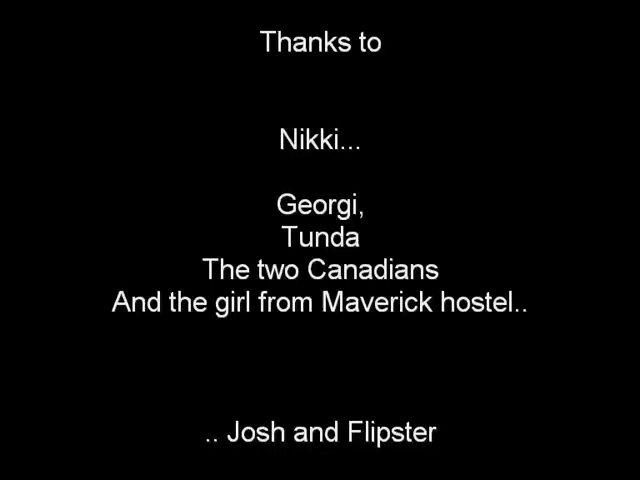 Thanks to
Nikki...
Georgi,
Tunda
The two Canadians
And the girl from Maverick hostel..
.. Josh and Flipster